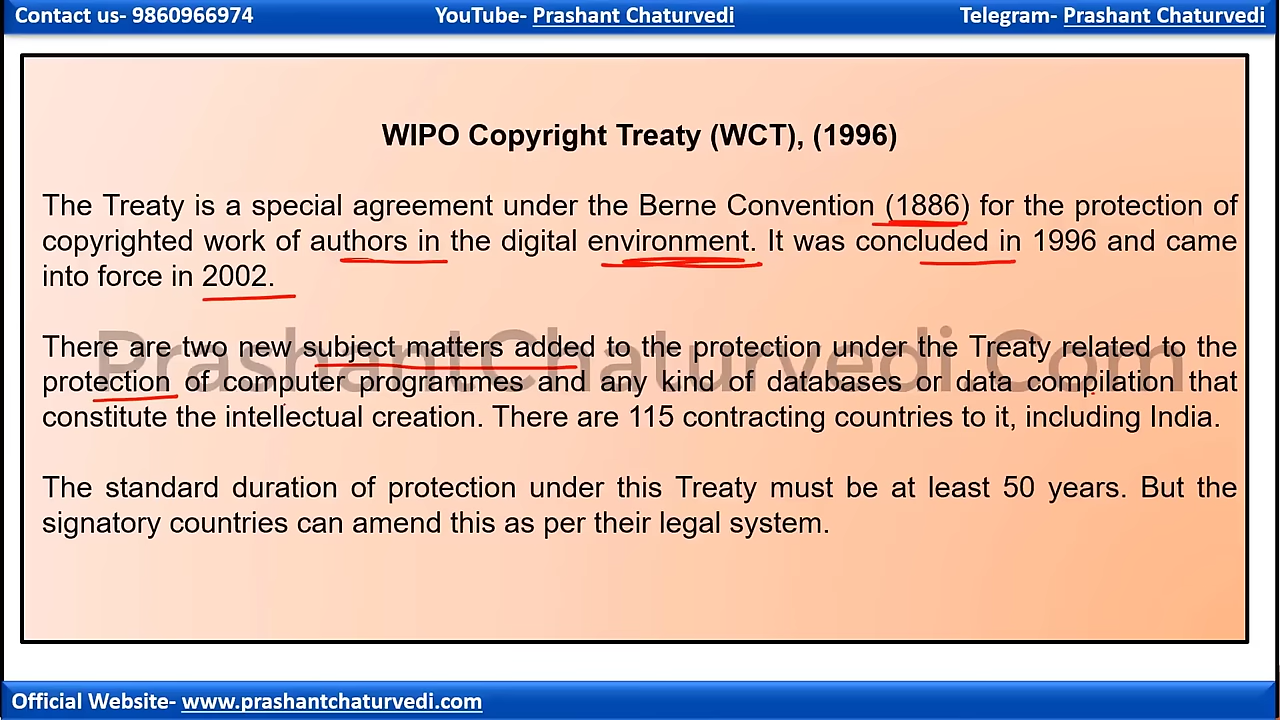 Contact us- 9860966974 YouTube- Prashant Chaturvedi Telegram- Prashant Chaturvedi
WIPO Copyright Treaty (WCT), (1996)
The Treaty is a special agreement under the Berne Convention (1886) for the protection of
copyrighted work of authors in the digital environment. It was concluded in 1996 and came
into force in 2002.
PrashantChaturvedi.Com
There are two new subject matters added to the protection under the Treaty related to the
protection of computer programmes and any kind of databases or data compilation that
constitute the intellectual creation. There are 115 contracting countries to it, including India.
The standard duration of protection under this Treaty must be at least 50 years. But the
signatory countries can amend this as per their legal system.
Official Website- www.prashantchaturvedi.com